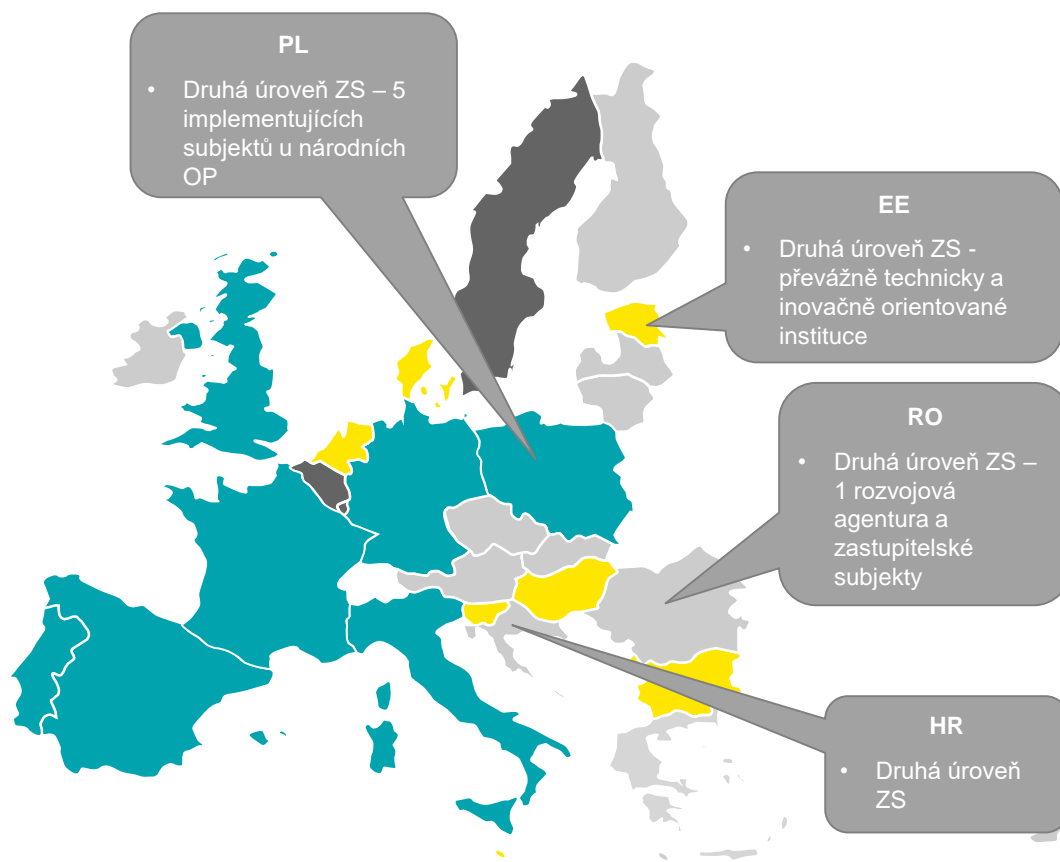 PL
• Druhá úroveň ZS – 5
implementujících
subjektů u národních
OP
EE
• Druhá úroveň ZS -
převážně technicky a
inovačně orientované
instituce
RO
• Druhá úroveň ZS –
1 rozvojová
agentura a
zastupitelské
subjekty
HR
• Druhá úroveň
ZS